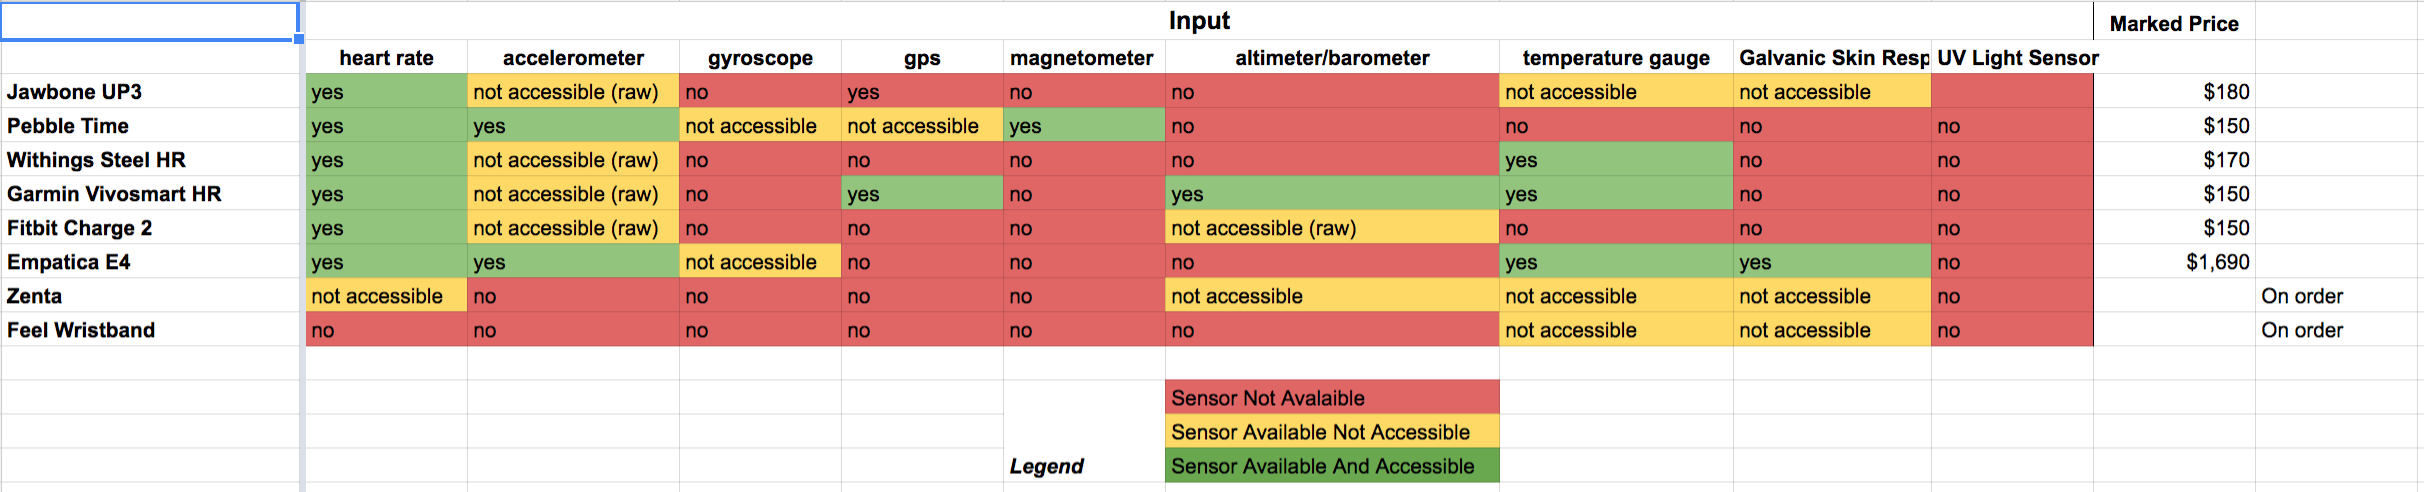 Input Marked Price
heart rate accelerometer gyroscope gps magnetometer altimeter/barometer temperature gauge Galvanic Skin Resp UV Light Sensor
Jawbone UP3 yes not accessible (raw) no yes no no not accessible not accessible $180
Pebble Time yes yes not accessible not accessible yes no no no no $150
Withings Steel HR yes not accessible (raw) no no no no yes no no $170
Garmin Vivosmart HR yes not accessible (raw) no yes no yes yes no no $150
Fitbit Charge 2 yes not accessible (raw) no no no not accessible (raw) no no no $150
Empatica E4 yes yes not accessible no no no yes yes no $1,690
Zenta not accessible no no no no not accessible not accessible not accessible no On order
Feel Wristband no no no no no no not accessible not accessible no On order
Sensor Not Avalaible
Sensor Available Not Accessible
Legend Sensor Available And Accessible